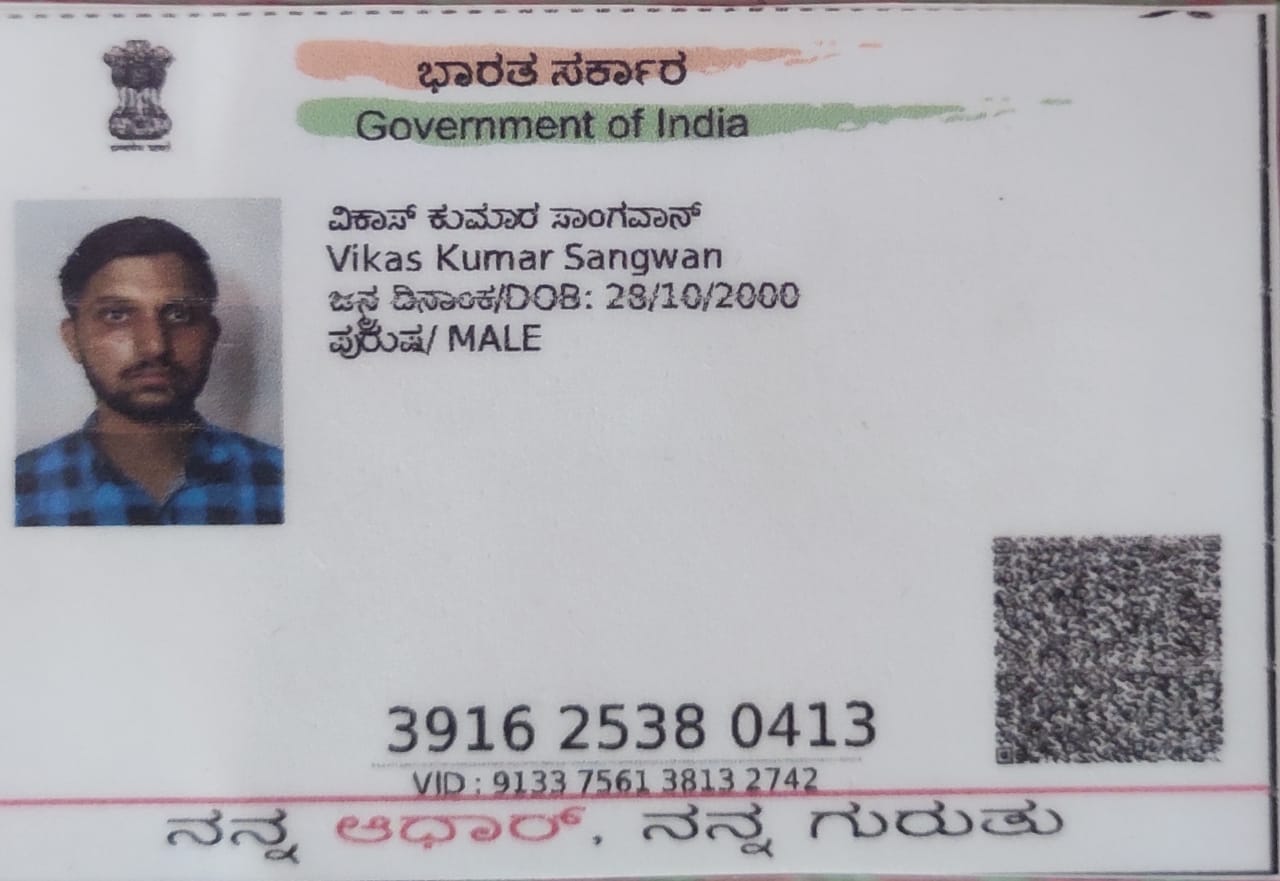 ಭಾರತ ಸರ್ಕಾರ
Government of India
ವಿಕಾಸ್ ಕುಮಾರ ಸಾಂಗವಾನ್
Vikas Kumar Sangwan
ಜನ್ಮ ದಿನಾಂಕ/DOB: 28/10/2000
ಪುರುಷ/ MALE
3916 2538 0413
VID : 9133 7561 3813 2742
ನನ್ನ ಆಧಾರ್, ನನ್ನ ಗುರುತು